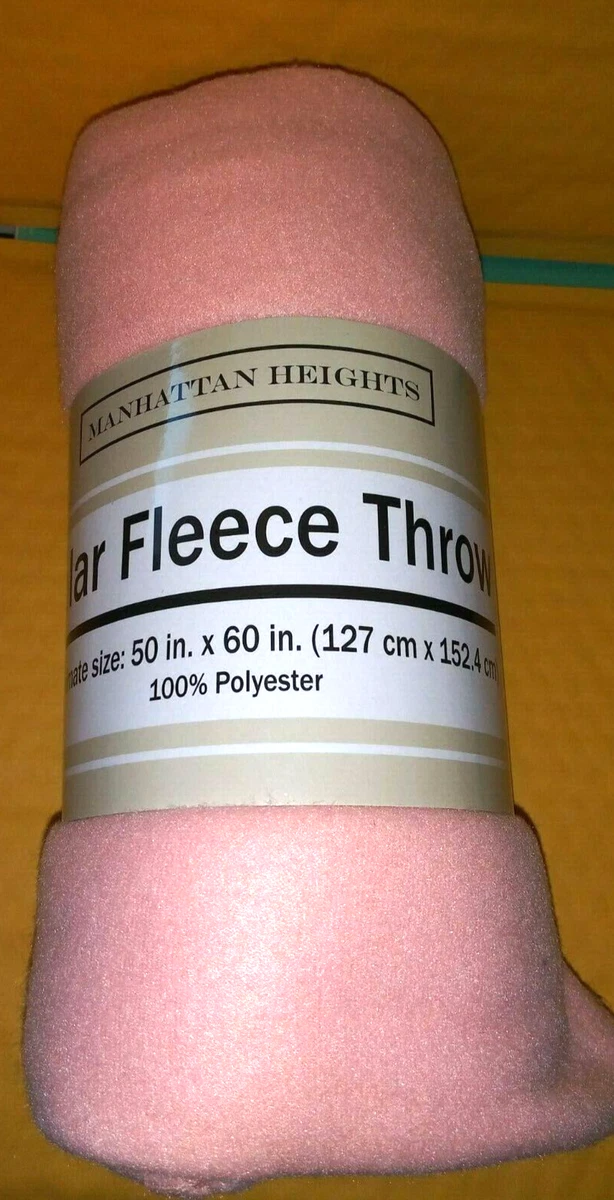 MANHATTAN HEIGHTS
lar Fleece Throw
mate size: 50 in. x 60 in. (127 cm x 152.4 cm)
100% Polyester